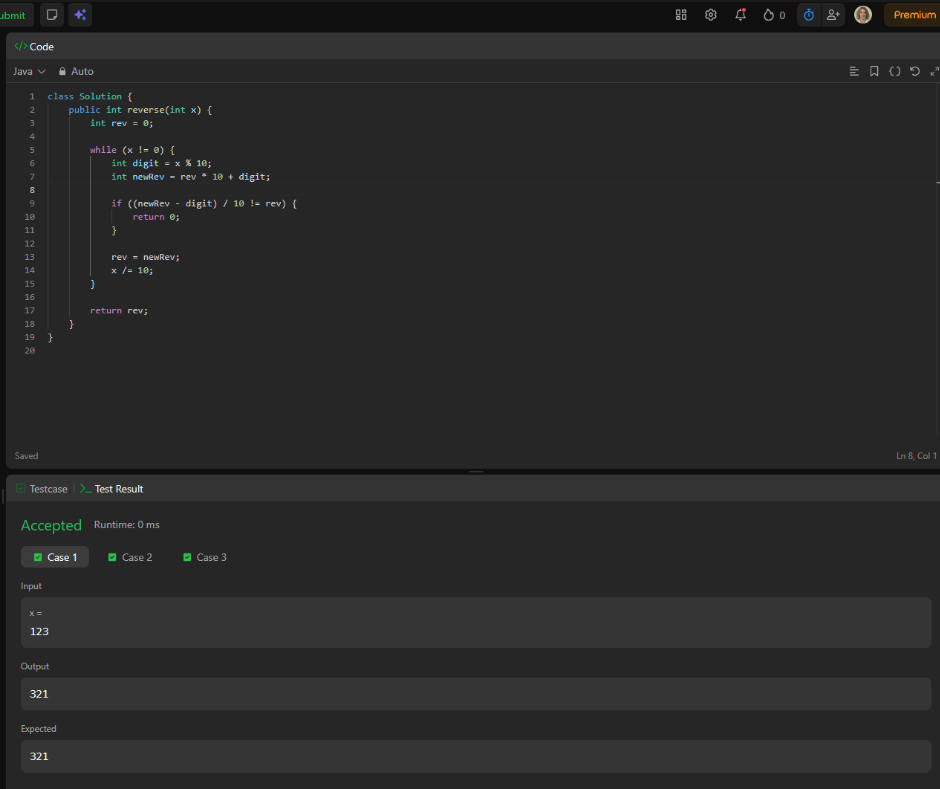 ubmit
0
Premium
</> Code
Java
Auto
1 class Solution {
2 public int reverse(int x) {
3 int rev = 0;
4
5 while (x != 0) {
6 int digit = x % 10;
7 int newRev = rev * 10 + digit;
8
9 if ((newRev - digit) / 10 != rev) {
10 return 0;
11 }
12
13 rev = newRev;
14 x /= 10;
15 }
16
17 return rev;
18 }
19 }
20
Saved
Ln 8, Col 1
Testcase
>_ Test Result
Accepted Runtime: 0 ms
Case 1 Case 2 Case 3
Input
x =
123
Output
321
Expected
321